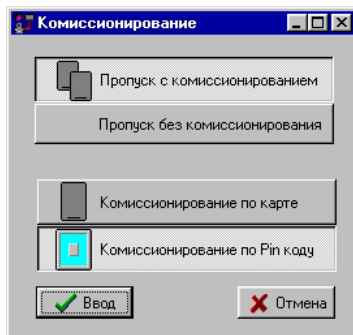 Комиссионирование
Пропуск с комиссионированием
Пропуск без комиссионирования
Комиссионирование по карте
Комиссионирование по Pin коду
Ввод
Отмена